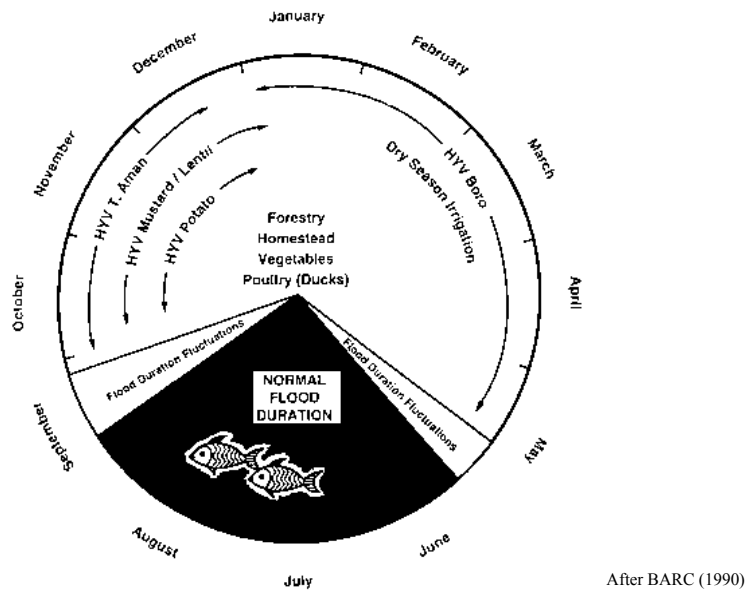 January
February
March
April
May
June
July
August
September
October
November
December
HYV T. Aman
HYV Mustard / Lentil
HYV Potato
HYV Boro
Dry Season Irrigation
Forestry
Homestead
Vegetables
Poultry (Ducks)
Flood Duration Fluctuations
Flood Duration Fluctuations
NORMAL
FLOOD
DURATION
After BARC (1990)